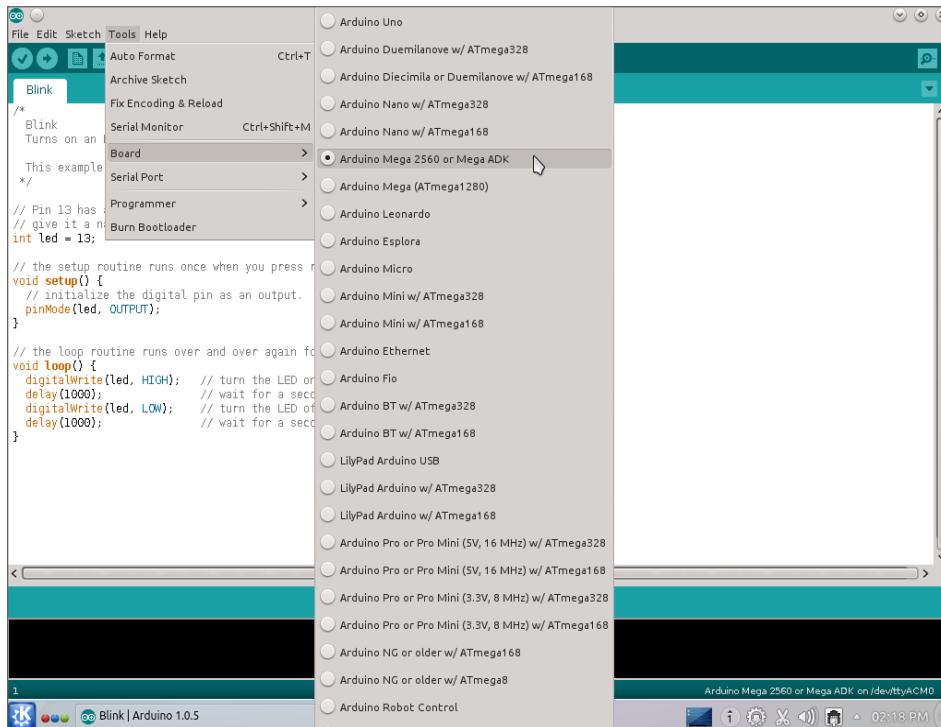 File Edit Sketch Tools Help
Auto Format Ctrl+T
Archive Sketch
Fix Encoding & Reload
Serial Monitor Ctrl+Shift+M
Board >
Serial Port >
Programmer >
Burn Bootloader
Arduino Uno
Arduino Duemilanove w/ ATmega328
Arduino Diecimila or Duemilanove w/ ATmega168
Arduino Nano w/ ATmega328
Arduino Nano w/ ATmega168
Arduino Mega 2560 or Mega ADK
Arduino Mega (ATmega1280)
Arduino Leonardo
Arduino Esplora
Arduino Micro
Arduino Mini w/ ATmega328
Arduino Mini w/ ATmega168
Arduino Ethernet
Arduino Fio
Arduino BT w/ ATmega328
Arduino BT w/ ATmega168
LilyPad Arduino USB
LilyPad Arduino w/ ATmega328
LilyPad Arduino w/ ATmega168
Arduino Pro or Pro Mini (5V, 16 MHz) w/ ATmega328
Arduino Pro or Pro Mini (5V, 16 MHz) w/ ATmega168
Arduino Pro or Pro Mini (3.3V, 8 MHz) w/ ATmega328
Arduino Pro or Pro Mini (3.3V, 8 MHz) w/ ATmega168
Arduino NG or older w/ ATmega168
Arduino NG or older w/ ATmega8
Arduino Robot Control
Blink
/*
Blink
Turns on an
This example
*/
// Pin 13 has
// give it a n
int led = 13;
// the setup routine runs once when you press
void setup() {
// initialize the digital pin as an output.
pinMode(led, OUTPUT);
}
// the loop routine runs over and over again fo
void loop() {
digitalWrite(led, HIGH); // turn the LED on
delay(1000); // wait for a seco
digitalWrite(led, LOW); // turn the LED of
delay(1000); // wait for a seco
}
1 Arduino Mega 2560 or Mega ADK on /dev/ttyACM0
Blink | Arduino 1.0.5 02:18 PM